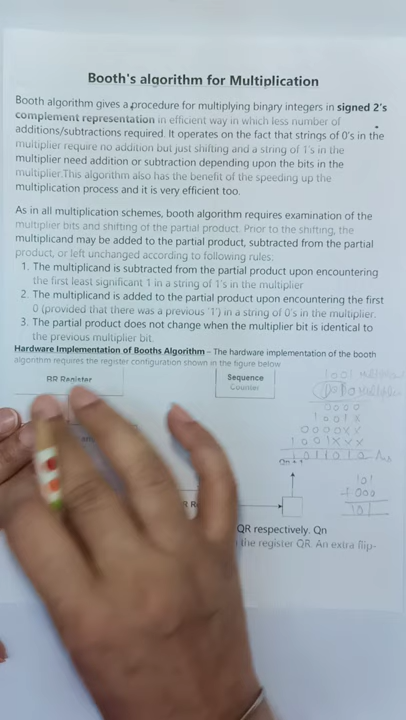 Booth's algorithm for Multiplication
Booth algorithm gives a procedure for multiplying binary integers in signed 2's
complement representation in efficient way in which less number of
additions/subtractions required. It operates on the fact that strings of 0's in the
multiplier require no addition but just shifting and a string of 1's in the
multiplier need addition or subtraction depending upon the bits in the
multiplier.This algorithm also has the benefit of the speeding up the
multiplication process and it is very efficient too.
As in all multiplication schemes, booth algorithm requires examination of the
multiplier bits and shifting of the partial product. Prior to the shifting, the
multiplicand may be added to the partial product, subtracted from the partial
product, or left unchanged according to following rules:
1. The multiplicand is subtracted from the partial product upon encountering
the first least significant 1 in a string of 1's in the multiplier
2. The multiplicand is added to the partial product upon encountering the first
0 (provided that there was a previous '1') in a string of 0's in the multiplier.
3. The partial product does not change when the multiplier bit is identical to
the previous multiplier bit.
Hardware Implementation of Booths Algorithm – The hardware implementation of the booth
algorithm requires the register configuration shown in the figure below
1001
BR Register
Sequence
Counter
0000
1001X
0000XX
1001XXX
1011010
Qn + 1
101
+000
101
QR respectively. Qn
the register QR. An extra flip-